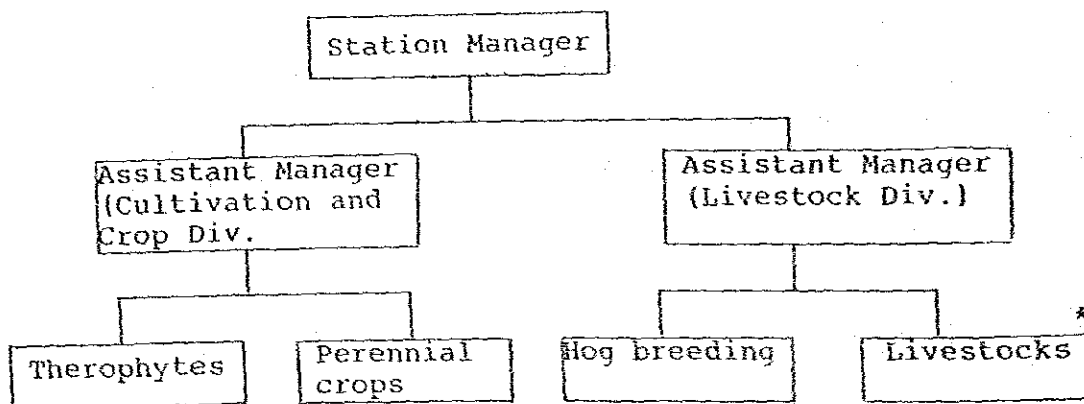 Station Manager
Assistant Manager
(Cultivation and
Crop Div.
Assistant Manager
(Livestock Div.)
Therophytes
Perennial
crops
Hog breeding
Livestocks
*